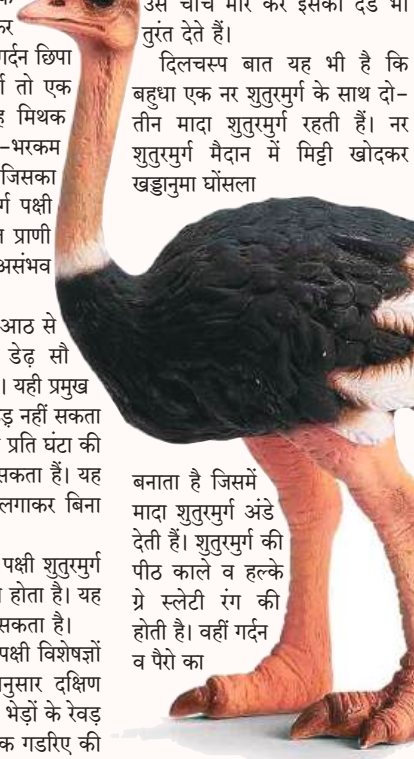 कर
गर्दन छिपा
तो एक
मिथक
-भरकम
जिसका
पक्षी
प्राणी
असंभव
आठ से
डेढ़ सौ
। यही प्रमुख
नहीं सकता
प्रति घंटा की
सकता हैं। यह
लगाकर बिना
पक्षी शुतुरमुर्ग
होता है। यह
सकता है।
पक्षी विशेषज्ञों
दक्षिण
भेड़ों के रेवड़
गडरिए की
उसे चोंच मार कर इसका दंड भी
तुरंत देते हैं।
दिलचस्प बात यह भी है कि
बहुधा एक नर शुतुरमुर्ग के साथ दो-
तीन मादा शुतुरमुर्ग रहती हैं। नर
शुतुरमुर्ग मैदान में मिट्टी खोदकर
खड्डानुमा घोंसला
बनाता है जिसमें
मादा शुतुरमुर्ग अंडे
देती हैं। शुतुरमुर्ग की
पीठ काले व हल्के
ग्रे स्लेटी रंग की
होती है। वहीं गर्दन
व पैरो का